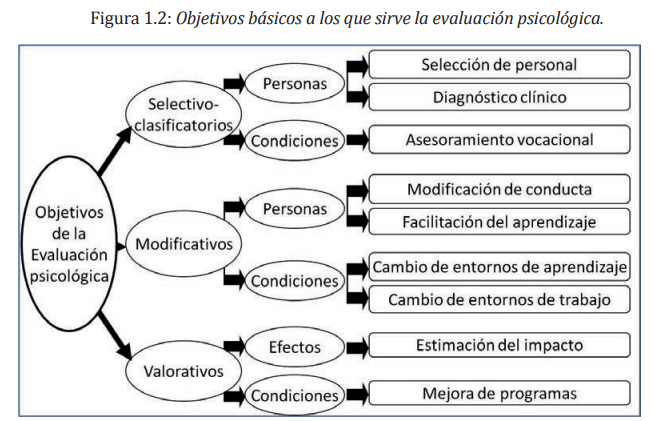 Figura 1.2: Objetivos básicos a los que sirve la evaluación psicológica.
Objetivos
de la
Evaluación
psicológica
Selectivo-
clasificatorios
Personas
Selección de personal
Diagnóstico clínico
Condiciones
Asesoramiento vocacional
Modificativos
Personas
Modificación de conducta
Facilitación del aprendizaje
Condiciones
Cambio de entornos de aprendizaje
Cambio de entornos de trabajo
Valorativos
Efectos
Estimación del impacto
Condiciones
Mejora de programas